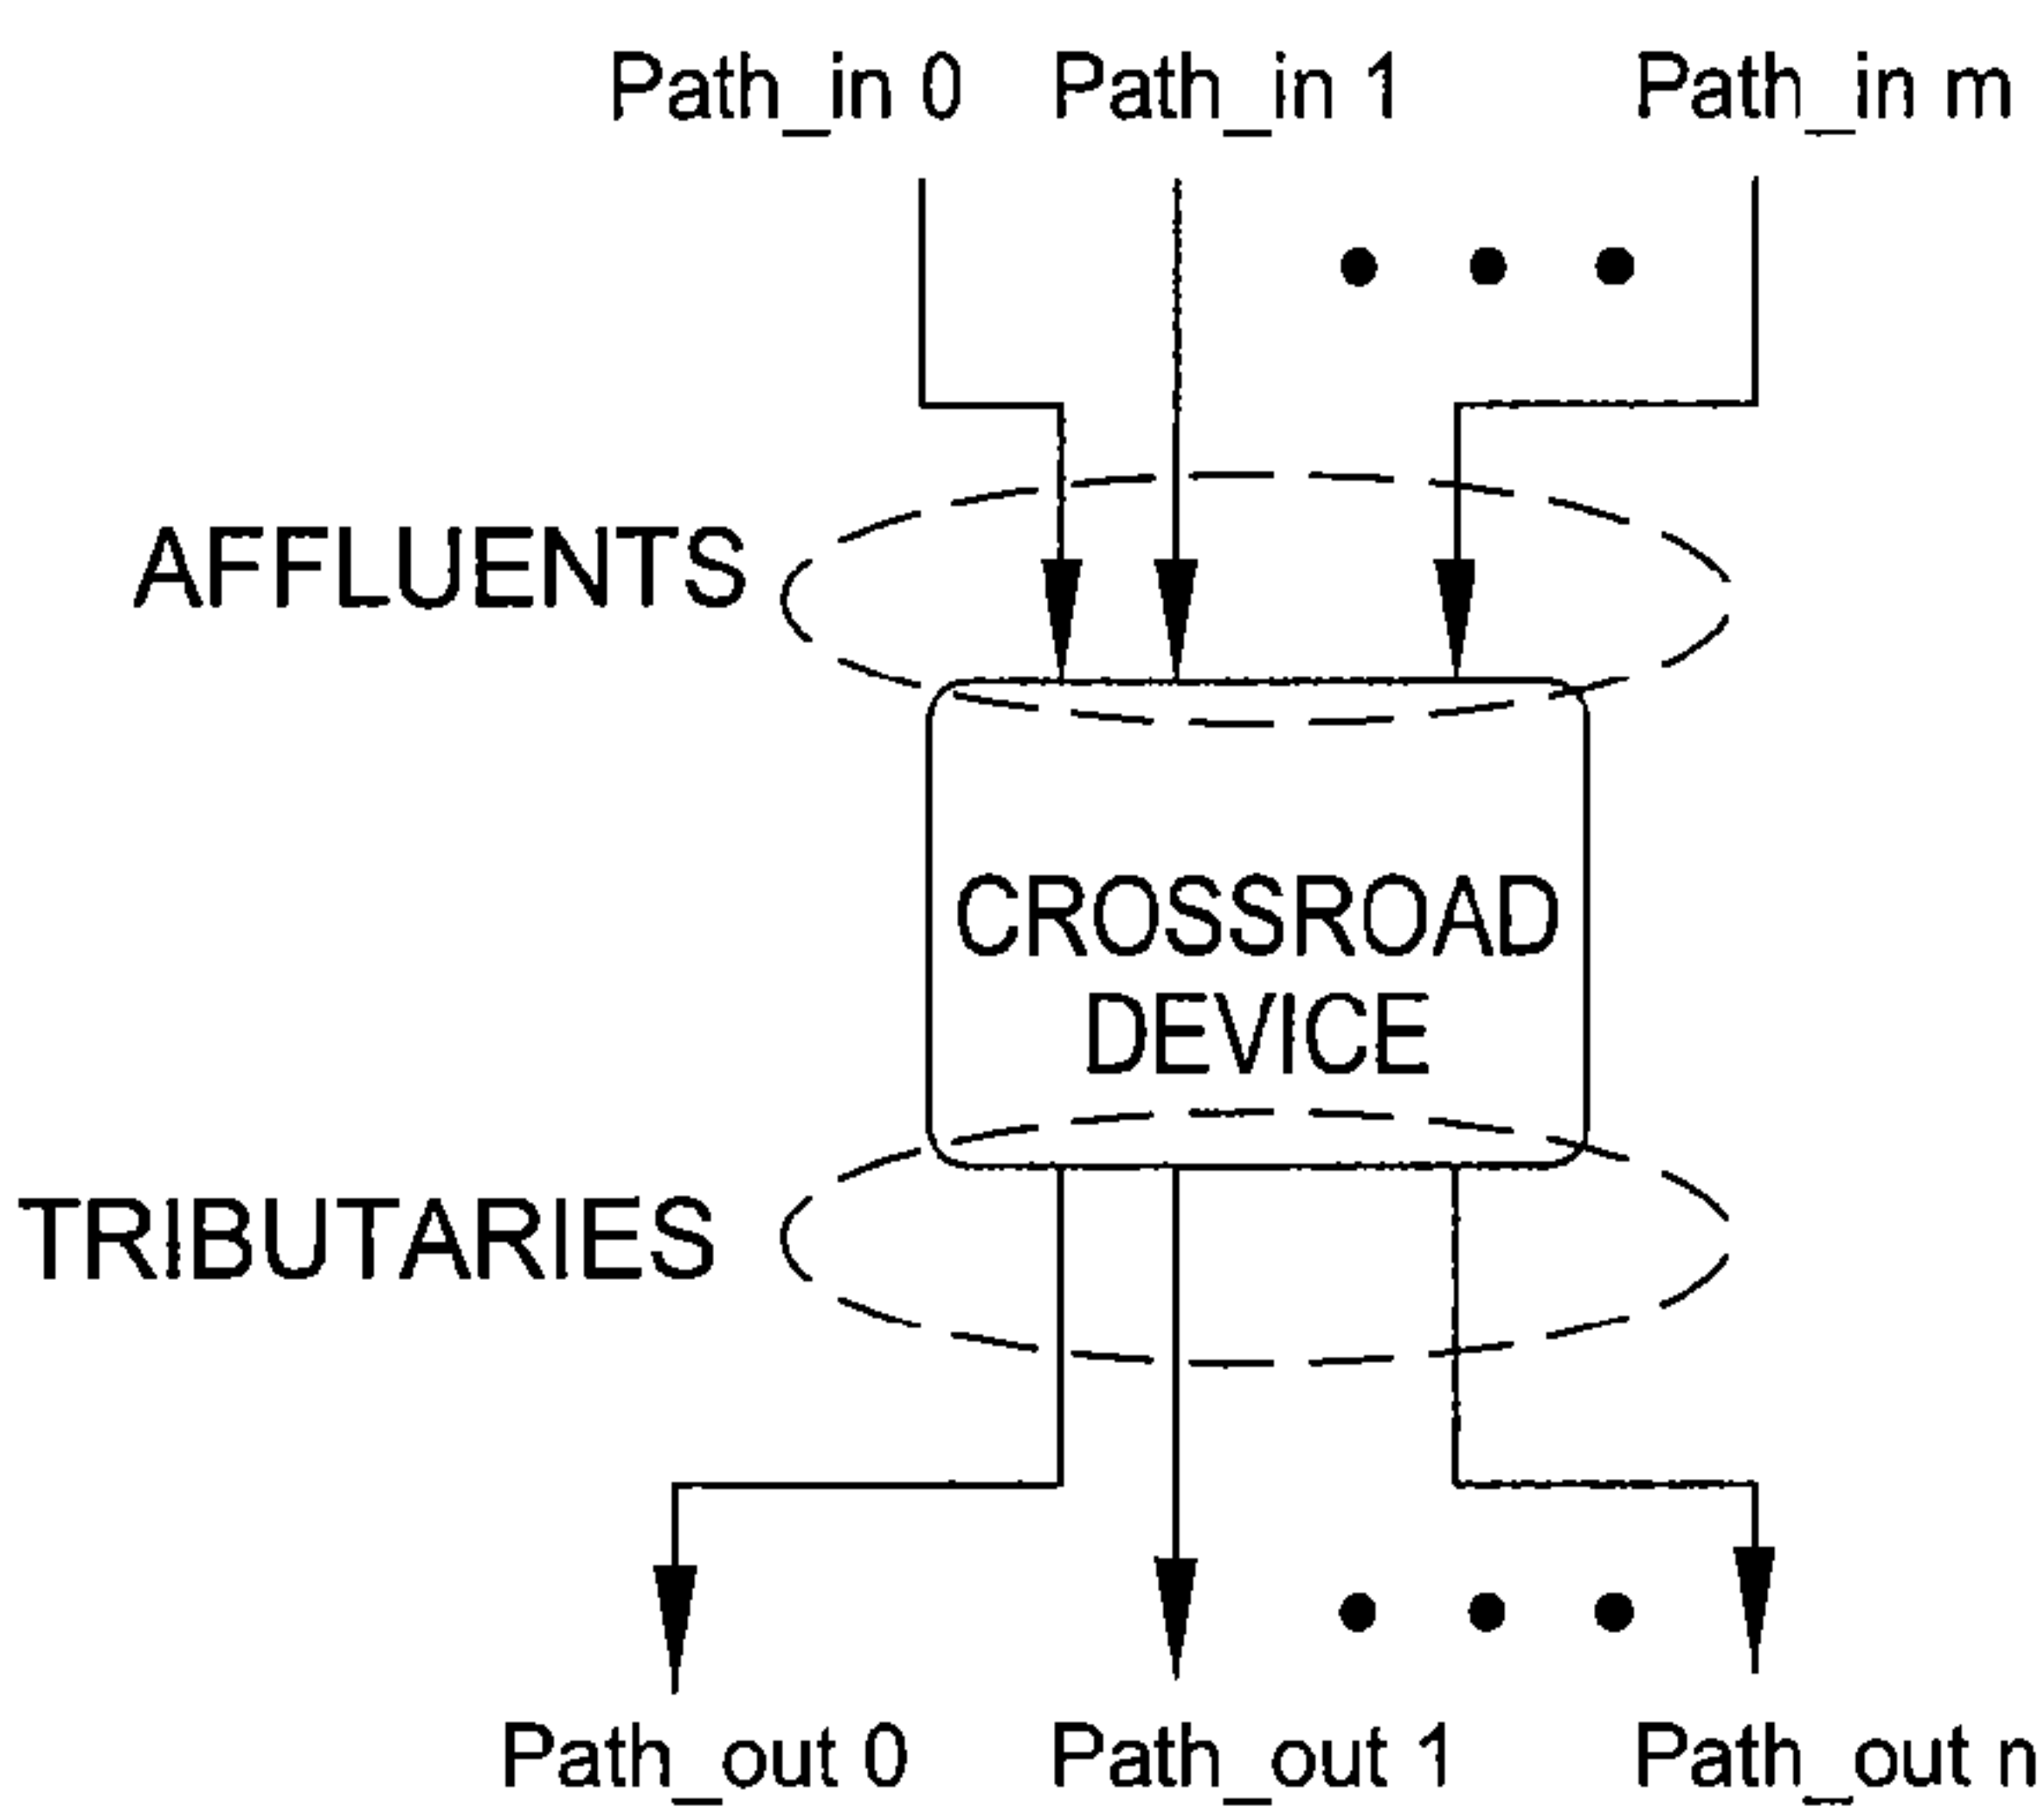 Path_in 0 Path_in 1 Path_in m
AFFLUENTS
CROSSROAD
DEVICE
TRIBUTARIES
Path_out 0 Path_out 1 Path_out n